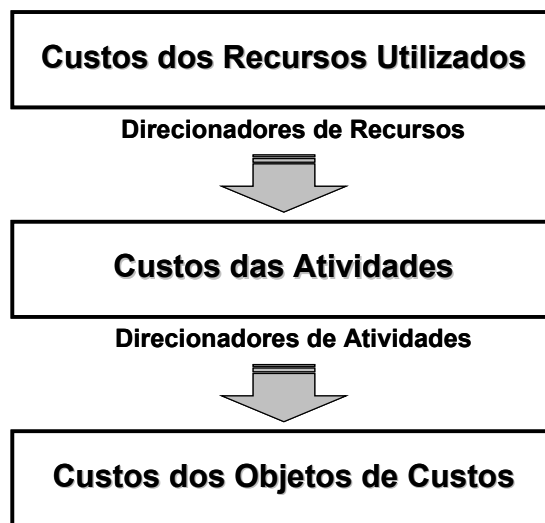 Custos dos Recursos Utilizados
Direcionadores de Recursos
Custos das Atividades
Direcionadores de Atividades
Custos dos Objetos de Custos